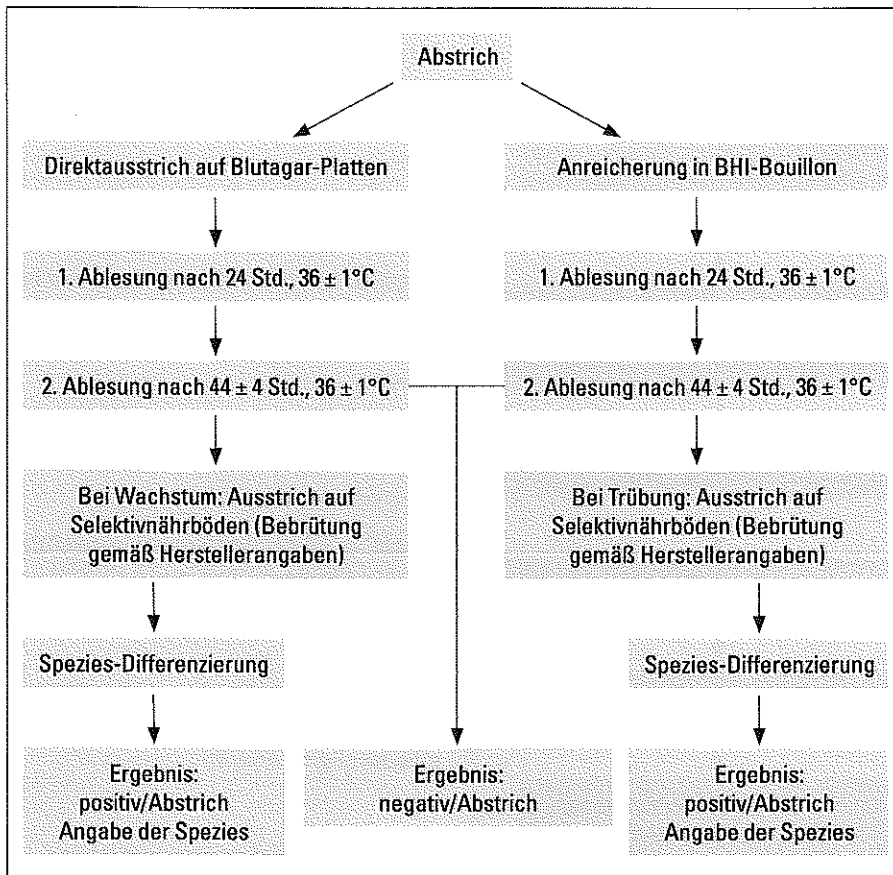 Abstrich
Direktausstrich auf Blutagar-Platten
Anreicherung in BHI-Bouillon
1. Ablesung nach 24 Std., 36 ± 1°C
1. Ablesung nach 24 Std., 36 ± 1°C
2. Ablesung nach 44 ± 4 Std., 36 ± 1°C
2. Ablesung nach 44 ± 4 Std., 36 ± 1°C
Bei Wachstum: Ausstrich auf
Selektivnährböden (Bebrütung
gemäß Herstellerangaben)
Bei Trübung: Ausstrich auf
Selektivnährböden (Bebrütung
gemäß Herstellerangaben)
Spezies-Differenzierung
Spezies-Differenzierung
Ergebnis:
positiv/Abstrich
Angabe der Spezies
Ergebnis:
negativ/Abstrich
Ergebnis:
positiv/Abstrich
Angabe der Spezies